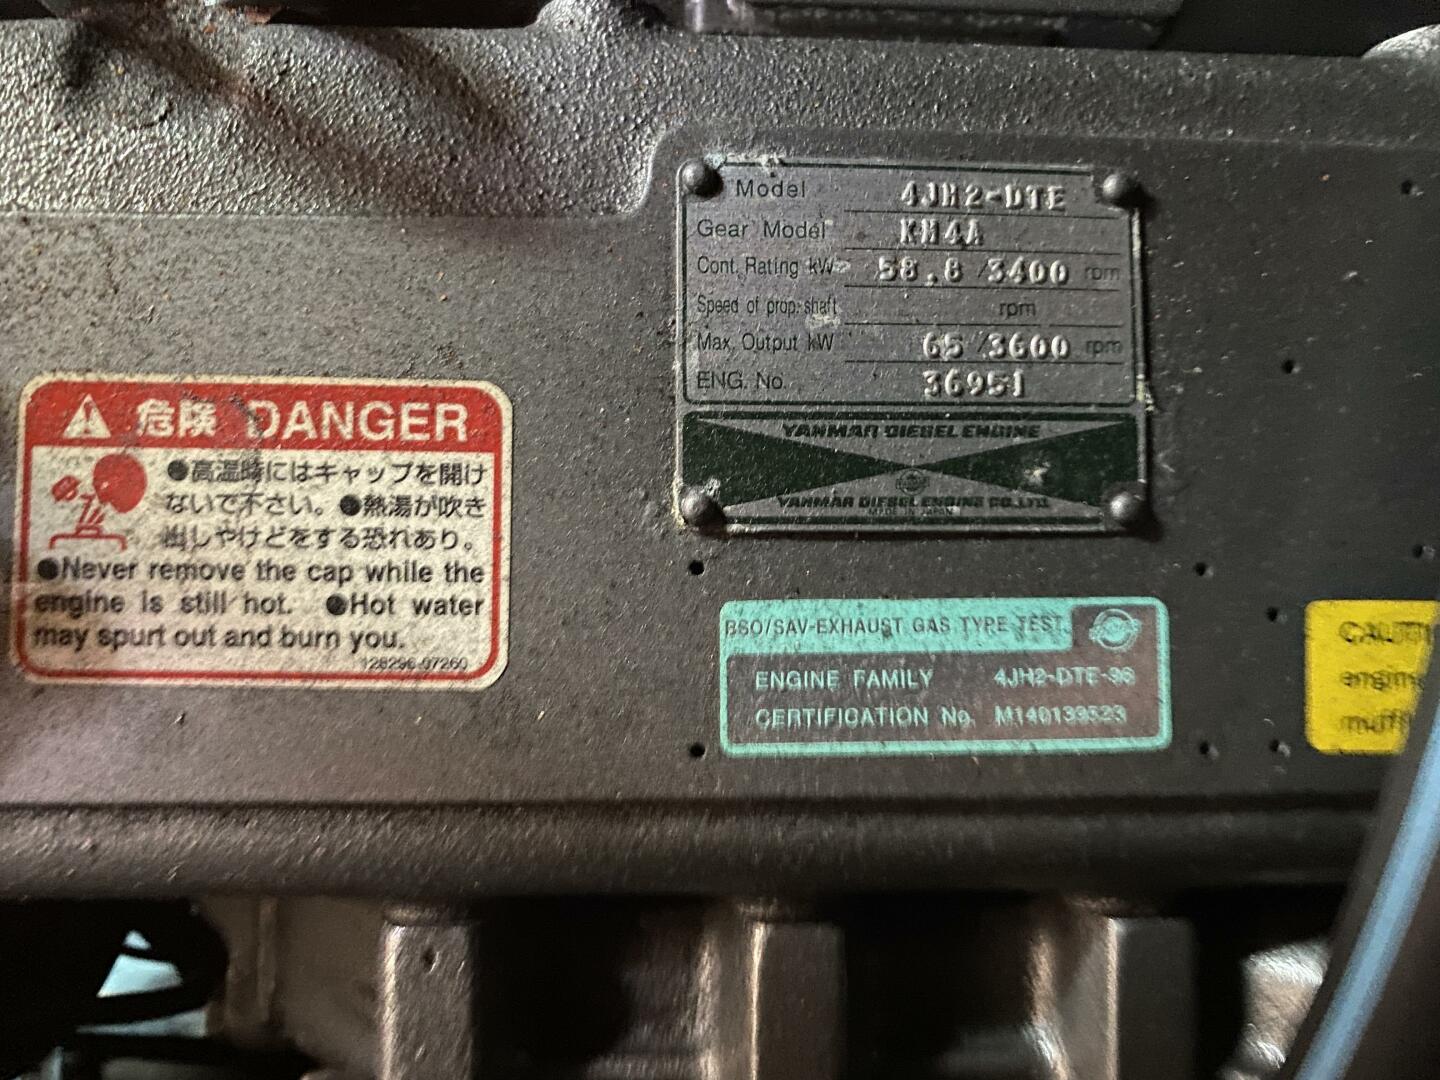 危険 DANGER
●高温時にはキャップを開け
ないで下さい。●熱湯が吹き
出しやけどをする恐れあり。
●Never remove the cap while the
engine is still hot. ●Hot water
may spurt out and burn you.
128296-07260
Model 4JH2-DTE
Gear Model KM4A
Cont. Rating kW 58.8 /3400 rpm
Speed of prop. shaft rpm
Max. Output kW 65 /3600 rpm
ENG. No. 36951
YANMAR DIESEL ENGINE
YANMAR DIESEL ENGINE CO.,LTD.
MADE IN JAPAN
BSO/SAV-EXHAUST GAS TYPE TEST
ENGINE FAMILY 4JH2-DTE-96
CERTIFICATION No. M140139523